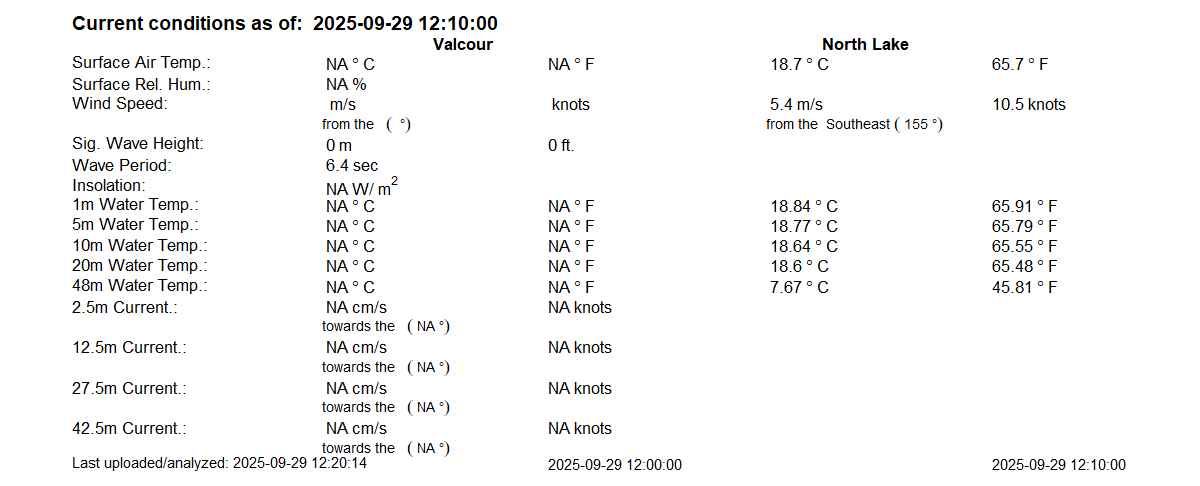 Current conditions as of: 2025-09-29 12:10:00
Valcour North Lake
Surface Air Temp.: NA ° C NA ° F 18.7 ° C 65.7 ° F
Surface Rel. Hum.: NA %
Wind Speed: m/s knots 5.4 m/s 10.5 knots
from the ( °) from the Southeast ( 155 °)
Sig. Wave Height: 0 m 0 ft.
Wave Period: 6.4 sec
Insolation: NA W/ m2
1m Water Temp.: NA ° C NA ° F 18.84 ° C 65.91 ° F
5m Water Temp.: NA ° C NA ° F 18.77 ° C 65.79 ° F
10m Water Temp.: NA ° C NA ° F 18.64 ° C 65.55 ° F
20m Water Temp.: NA ° C NA ° F 18.6 ° C 65.48 ° F
48m Water Temp.: NA ° C NA ° F 7.67 ° C 45.81 ° F
2.5m Current.: NA cm/s NA knots
towards the ( NA °)
12.5m Current.: NA cm/s NA knots
towards the ( NA °)
27.5m Current.: NA cm/s NA knots
towards the ( NA °)
42.5m Current.: NA cm/s NA knots
towards the ( NA °)
Last uploaded/analyzed: 2025-09-29 12:20:14 2025-09-29 12:00:00 2025-09-29 12:10:00